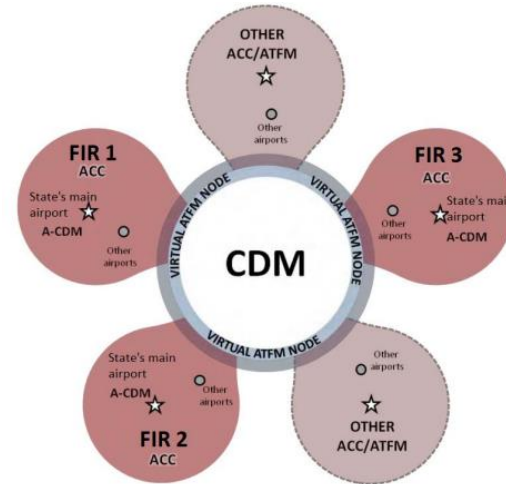 OTHER
ACC/ATFM
Other
airports
FIR 1
ACC
State's main
airport
A-CDM
Other
airports
FIR 3
ACC
State's main
airport
A-CDM
Other
airports
VIRTUAL ATFM NODE
VIRTUAL ATFM NODE
CDM
VIRTUAL ATFM NODE
State's main
airport
A-CDM
Other
airports
FIR 2
ACC
Other
airports
OTHER
ACC/ATFM